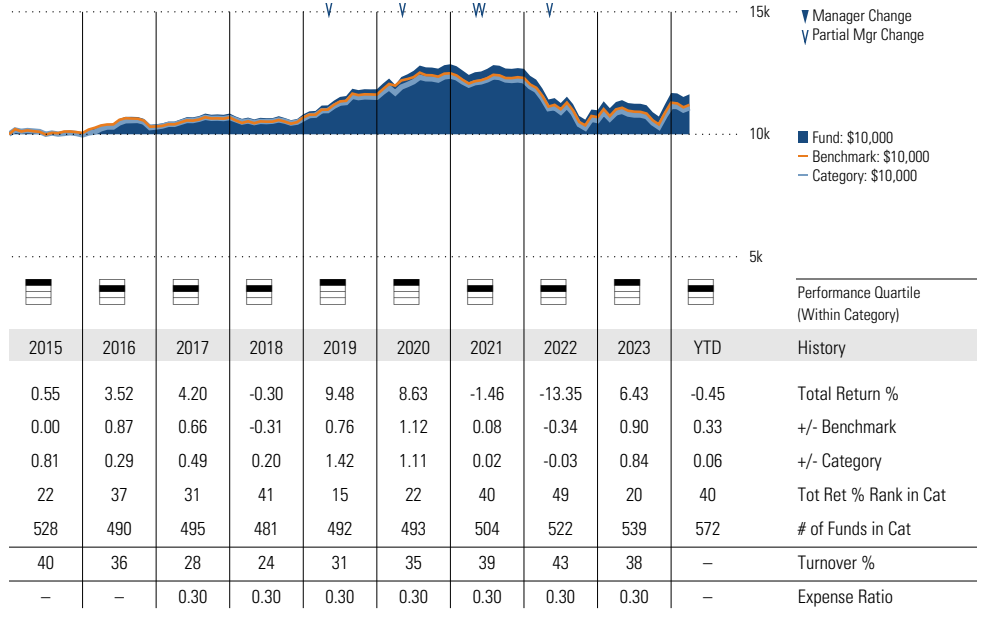 15k
10k
5k
Manager Change
Partial Mgr Change
Fund: $10,000
Benchmark: $10,000
Category: $10,000
Performance Quartile
(Within Category)
2015 2016 2017 2018 2019 2020 2021 2022 2023 YTD History
0.55 3.52 4.20 -0.30 9.48 8.63 -1.46 -13.35 6.43 -0.45 Total Return %
0.00 0.87 0.66 -0.31 0.76 1.12 0.08 -0.34 0.90 0.33 +/- Benchmark
0.81 0.29 0.49 0.20 1.42 1.11 0.02 -0.03 0.84 0.06 +/- Category
22 37 31 41 15 22 40 49 20 40 Tot Ret % Rank in Cat
528 490 495 481 492 493 504 522 539 572 # of Funds in Cat
40 36 28 24 31 35 39 43 38 – Turnover %
– – 0.30 0.30 0.30 0.30 0.30 0.30 0.30 – Expense Ratio